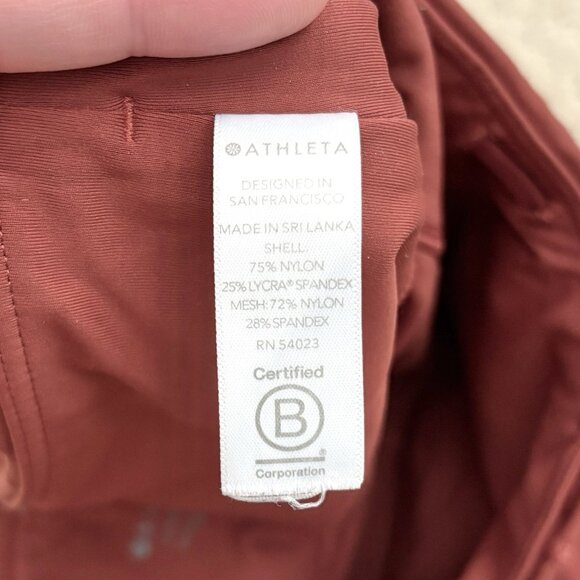 ATHLETA
DESIGNED IN
SAN FRANCISCO
MADE IN SRI LANKA
SHELL:
75% NYLON
25% LYCRA® SPANDEX
MESH: 72% NYLON
28% SPANDEX
RN 54023
Certified
B
Corporation